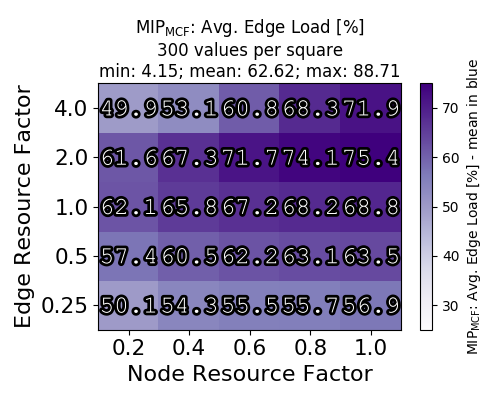 MIP_MCF: Avg. Edge Load [%]
300 values per square
min: 4.15; mean: 62.62; max: 88.71
Edge Resource Factor
4.0 49.9 53.1 60.8 68.3 71.9
2.0 61.6 67.3 71.7 74.1 75.4
1.0 62.1 65.8 67.2 68.2 68.8
0.5 57.4 60.5 62.2 63.1 63.5
0.25 50.1 54.3 55.5 55.7 56.9
0.2 0.4 0.6 0.8 1.0
Node Resource Factor
70
60
50
40
30
MIP_MCF: Avg. Edge Load [%] - mean in blue